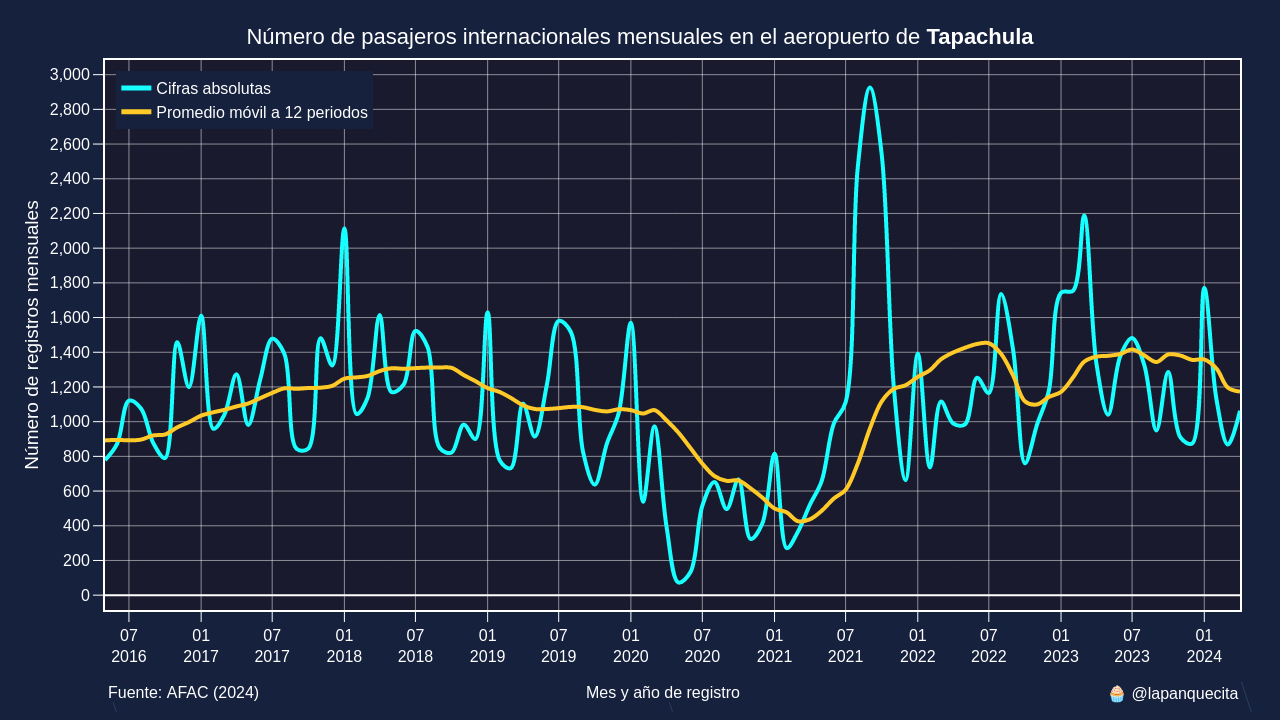 Número de pasajeros internacionales mensuales en el aeropuerto de Tapachula
Cifras absolutas
Promedio móvil a 12 periodos
Número de registros mensuales
3,000
2,800
2,600
2,400
2,200
2,000
1,800
1,600
1,400
1,200
1,000
800
600
400
200
0
07 01 07 01 07 01 07 01 07 01 07 01 07 01 07 01
2016 2017 2017 2018 2018 2019 2019 2020 2020 2021 2021 2022 2022 2023 2023 2024
Fuente: AFAC (2024) Mes y año de registro 🧁 @lapanquecita